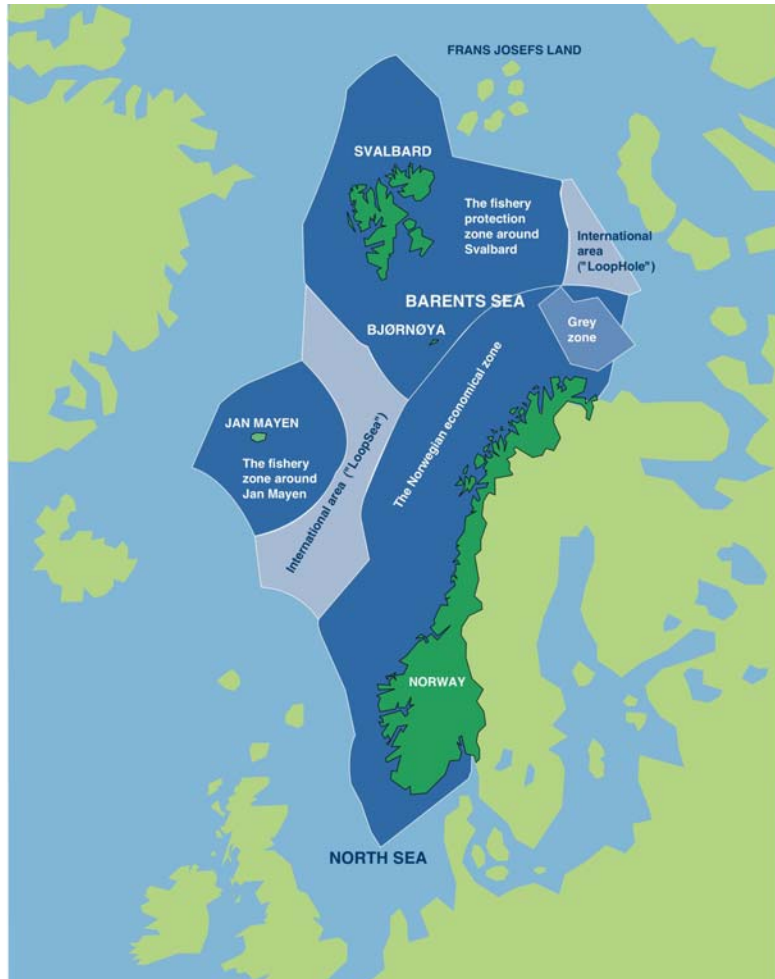 FRANS JOSEFS LAND
SVALBARD
The fishery
protection
zone around
Svalbard
International
area
("LoopHole")
BARENTS SEA
BJØRNØYA
Grey
zone
The Norwegian economical zone
JAN MAYEN
The fishery
zone around
Jan Mayen
International area ("LoopSea")
NORWAY
NORTH SEA